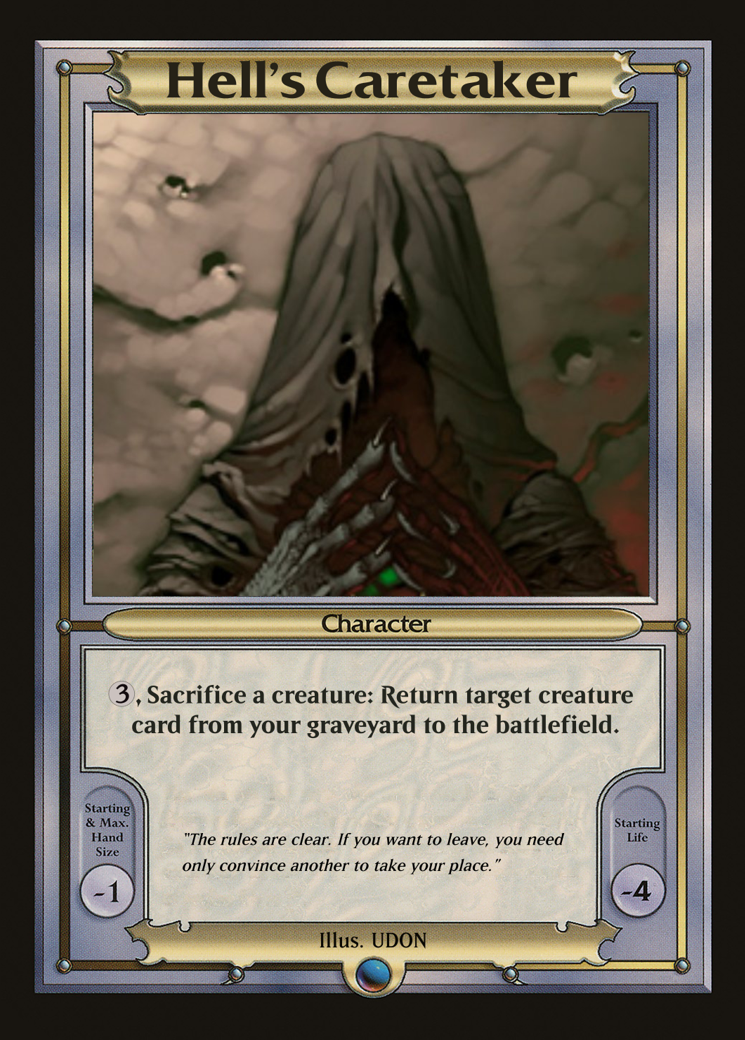 Hell's Caretaker
Character
3, Sacrifice a creature: Return target creature
card from your graveyard to the battlefield.
Starting
& Max.
Hand
Size
-1
"The rules are clear. If you want to leave, you need
only convince another to take your place."
Starting
Life
-4
Illus. UDON